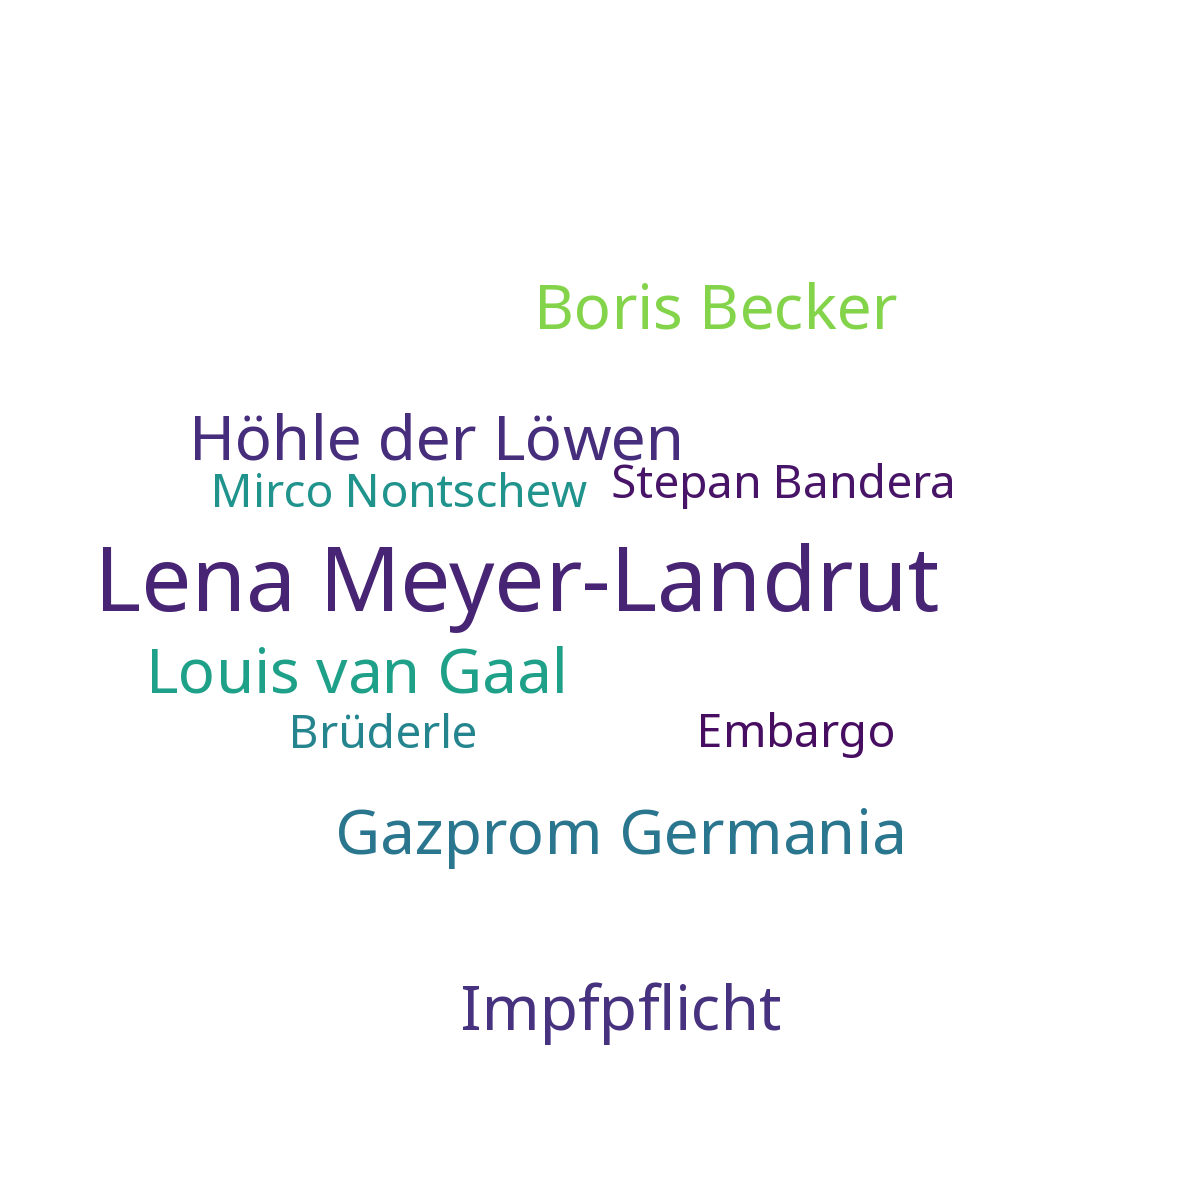 Boris Becker
Höhle der Löwen
Mirco Nontschew
Stepan Bandera
Lena Meyer-Landrut
Louis van Gaal
Brüderle
Embargo
Gazprom Germania
Impfpflicht